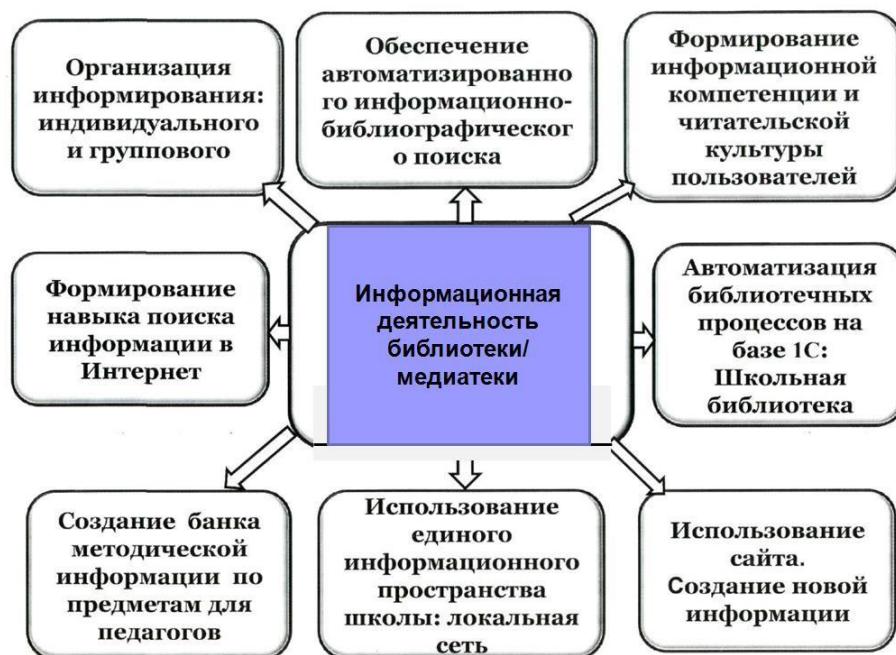 Организация
информирования:
индивидуального
и группового
Обеспечение
автоматизированно
го информационно-
библиографическог
о поиска
Формирование
информационной
компетенции и
читательской
культуры
пользователей
Формирование
навыка поиска
информации в
Интернет
Информационная
деятельность
библиотеки/
медиатеки
Автоматизация
библиотечных
процессов на
базе 1С:
Школьная
библиотека
Создание банка
методической
информации по
предметам для
педагогов
Использование
единого
информационного
пространства
школы: локальная
сеть
Использование
сайта.
Создание новой
информации